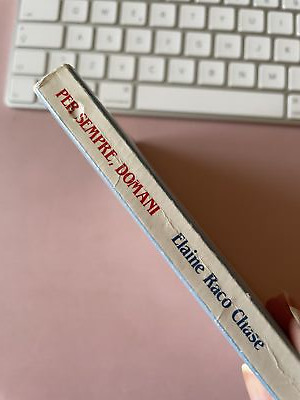 PER SEMPRE, DOMANI
Elaine Raco Chase